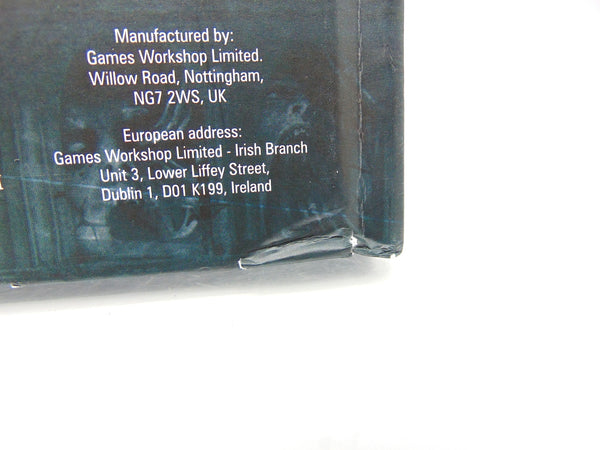 Manufactured by:
Games Workshop Limited.
Willow Road, Nottingham,
NG7 2WS, UK
European address:
Games Workshop Limited - Irish Branch
Unit 3, Lower Liffey Street,
Dublin 1, D01 K199, Ireland